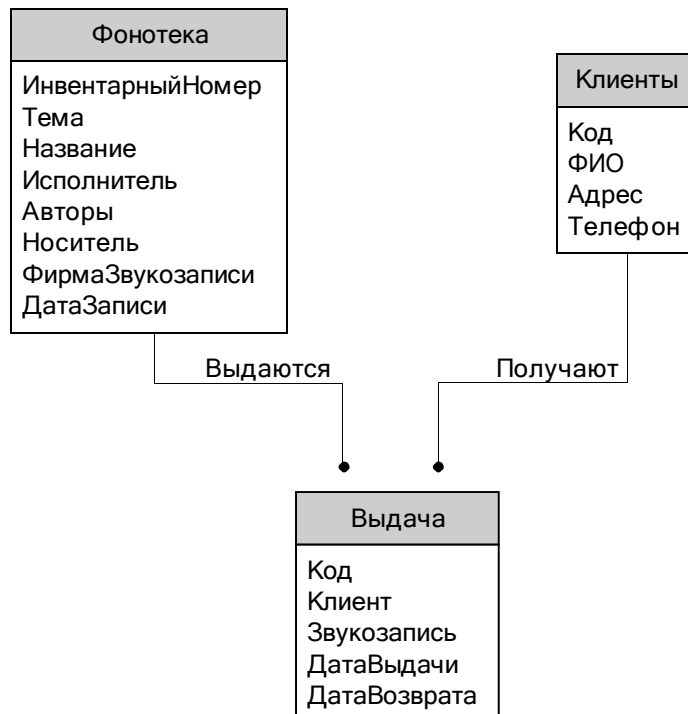 Фонотека
ИнвентарныйНомер
Тема
Название
Исполнитель
Авторы
Носитель
ФирмаЗвукозаписи
ДатаЗаписи
Клиенты
Код
ФИО
Адрес
Телефон
Выдаются
Получают
Выдача
Код
Клиент
Звукозапись
ДатаВыдачи
ДатаВозврата